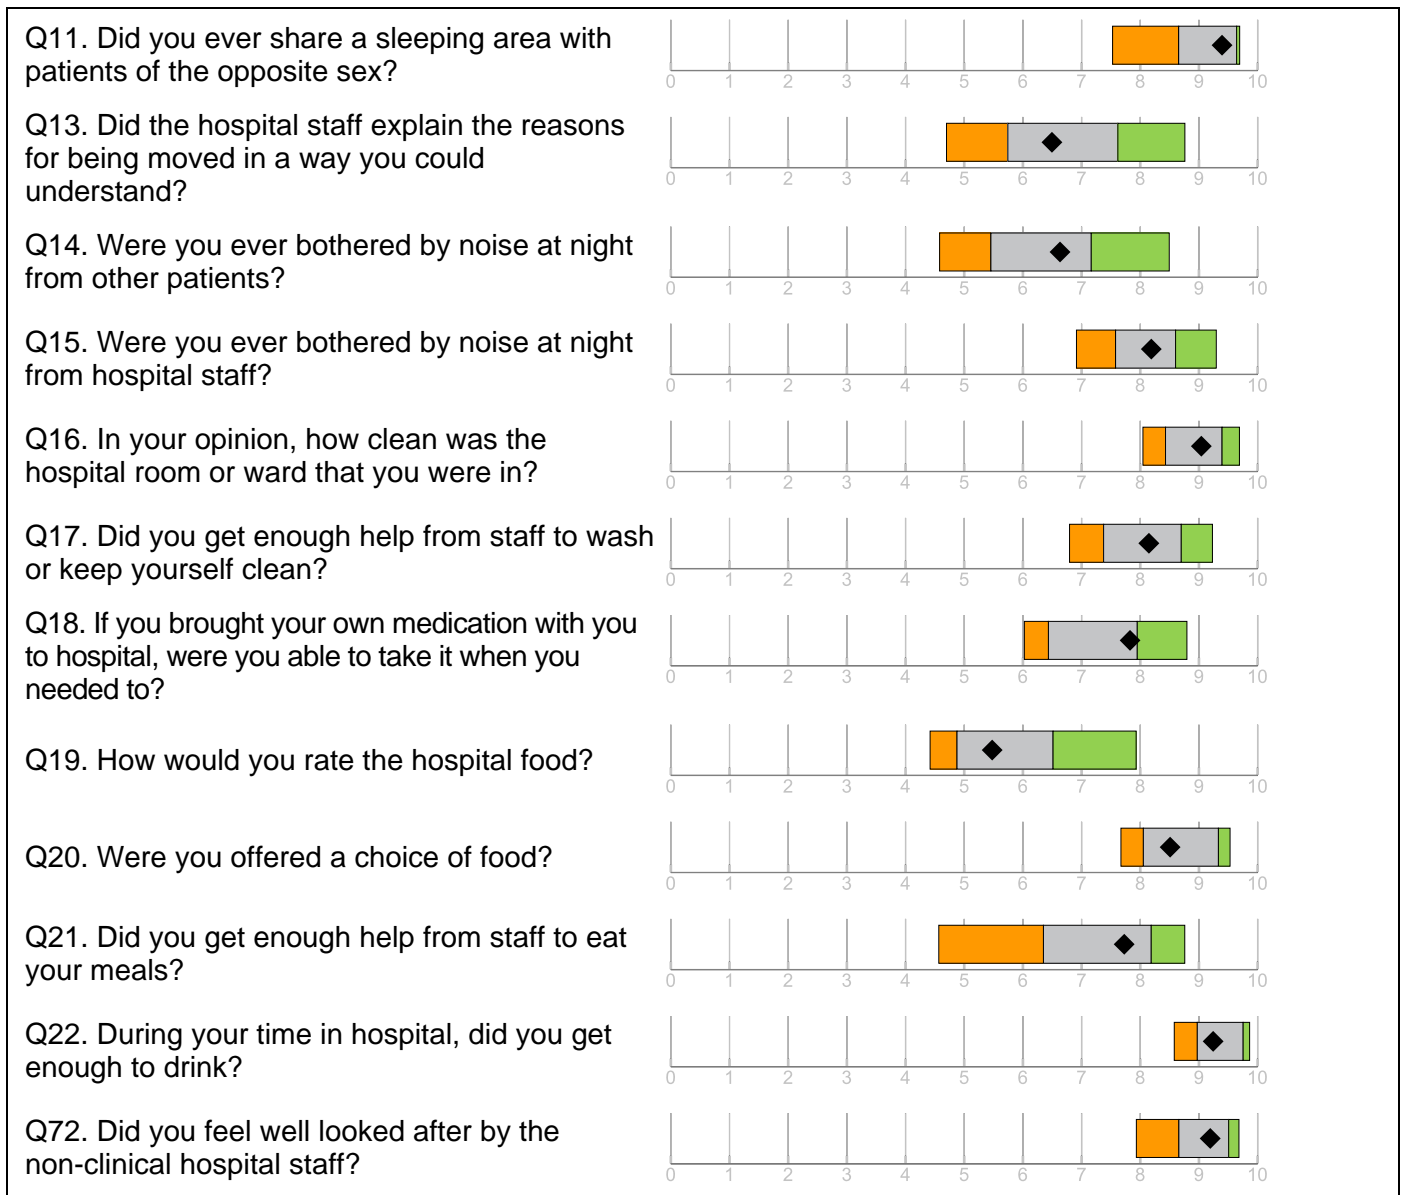 Q11. Did you ever share a sleeping area with
patients of the opposite sex?
0 1 2 3 4 5 6 7 8 9 10
Q13. Did the hospital staff explain the reasons
for being moved in a way you could
understand?
0 1 2 3 4 5 6 7 8 9 10
Q14. Were you ever bothered by noise at night
from other patients?
0 1 2 3 4 5 6 7 8 9 10
Q15. Were you ever bothered by noise at night
from hospital staff?
0 1 2 3 4 5 6 7 8 9 10
Q16. In your opinion, how clean was the
hospital room or ward that you were in?
0 1 2 3 4 5 6 7 8 9 10
Q17. Did you get enough help from staff to wash
or keep yourself clean?
0 1 2 3 4 5 6 7 8 9 10
Q18. If you brought your own medication with you
to hospital, were you able to take it when you
needed to?
0 1 2 3 4 5 6 7 8 9 10
Q19. How would you rate the hospital food?
0 1 2 3 4 5 6 7 8 9 10
Q20. Were you offered a choice of food?
0 1 2 3 4 5 6 7 8 9 10
Q21. Did you get enough help from staff to eat
your meals?
0 1 2 3 4 5 6 7 8 9 10
Q22. During your time in hospital, did you get
enough to drink?
0 1 2 3 4 5 6 7 8 9 10
Q72. Did you feel well looked after by the
non-clinical hospital staff?
0 1 2 3 4 5 6 7 8 9 10